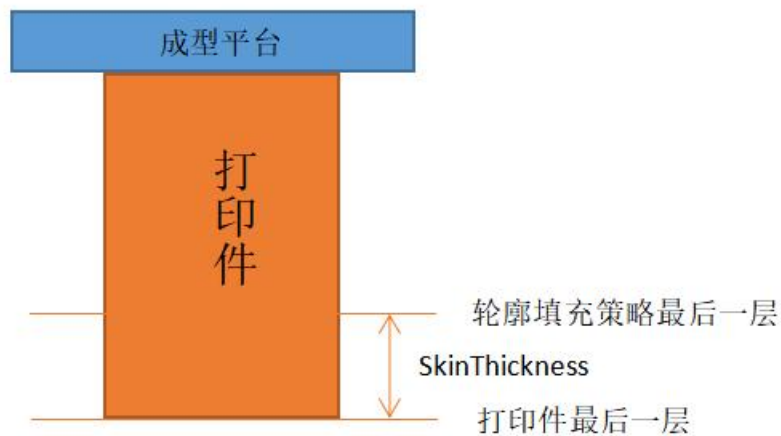 成型平台
打
印
件
轮廓填充策略最后一层
SkinThickness
打印件最后一层